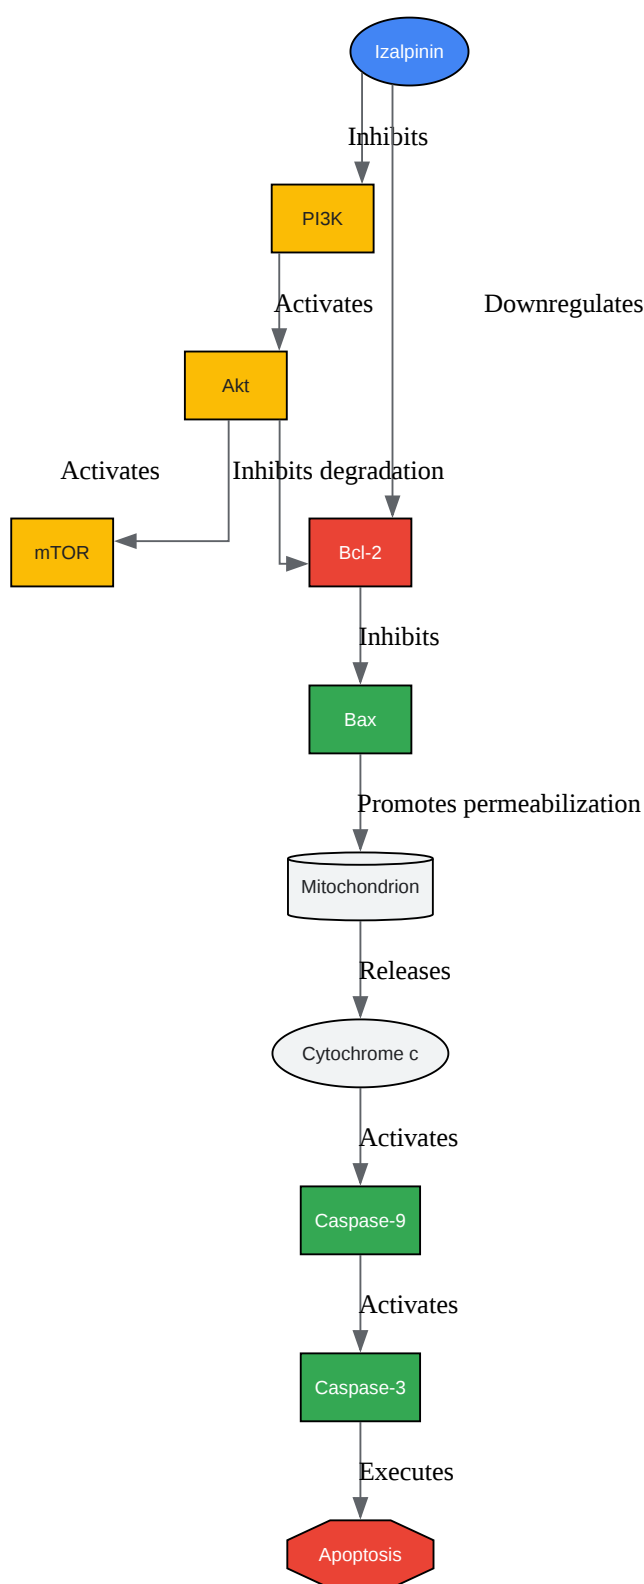 Izalpinin
Inhibits
PI3K
Activates
Downregulates
Akt
Activates
Inhibits degradation
mTOR
Bcl-2
Inhibits
Bax
Promotes permeabilization
Mitochondrion
Releases
Cytochrome c
Activates
Caspase-9
Activates
Caspase-3
Executes
Apoptosis